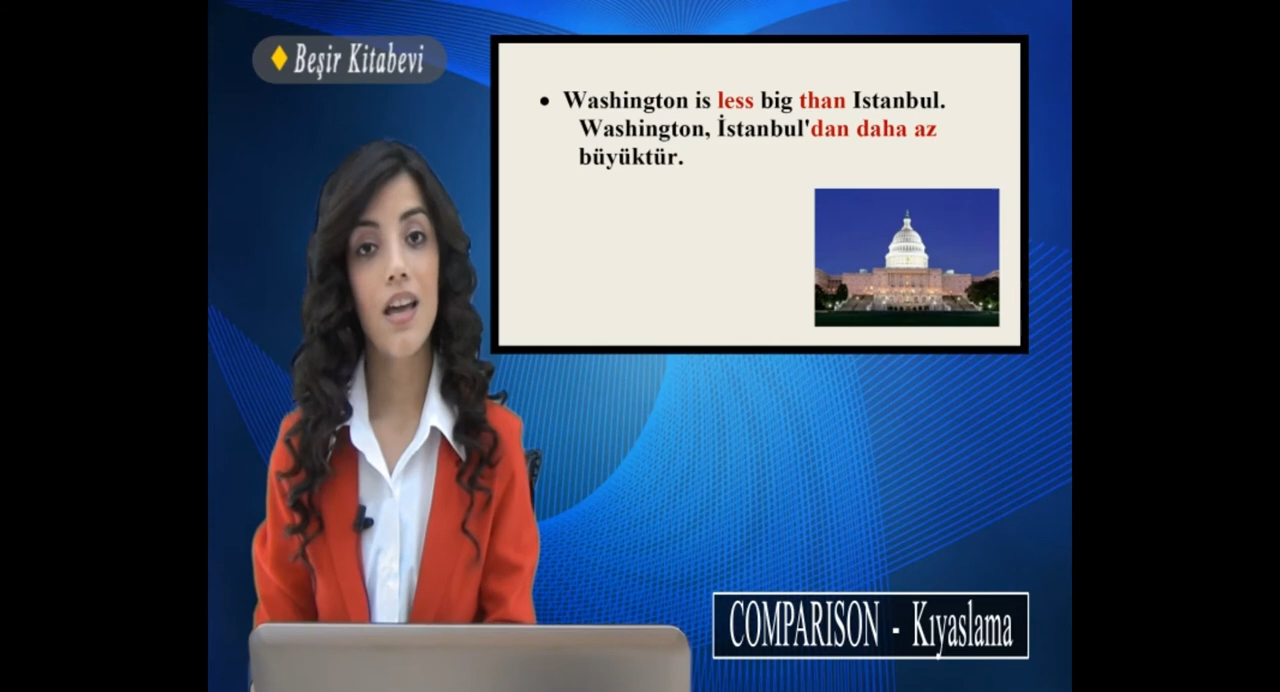 Beşir Kitabevi
• Washington is less big than Istanbul.
Washington, İstanbul'dan daha az
büyüktür.
COMPARISON - Kıyaslama